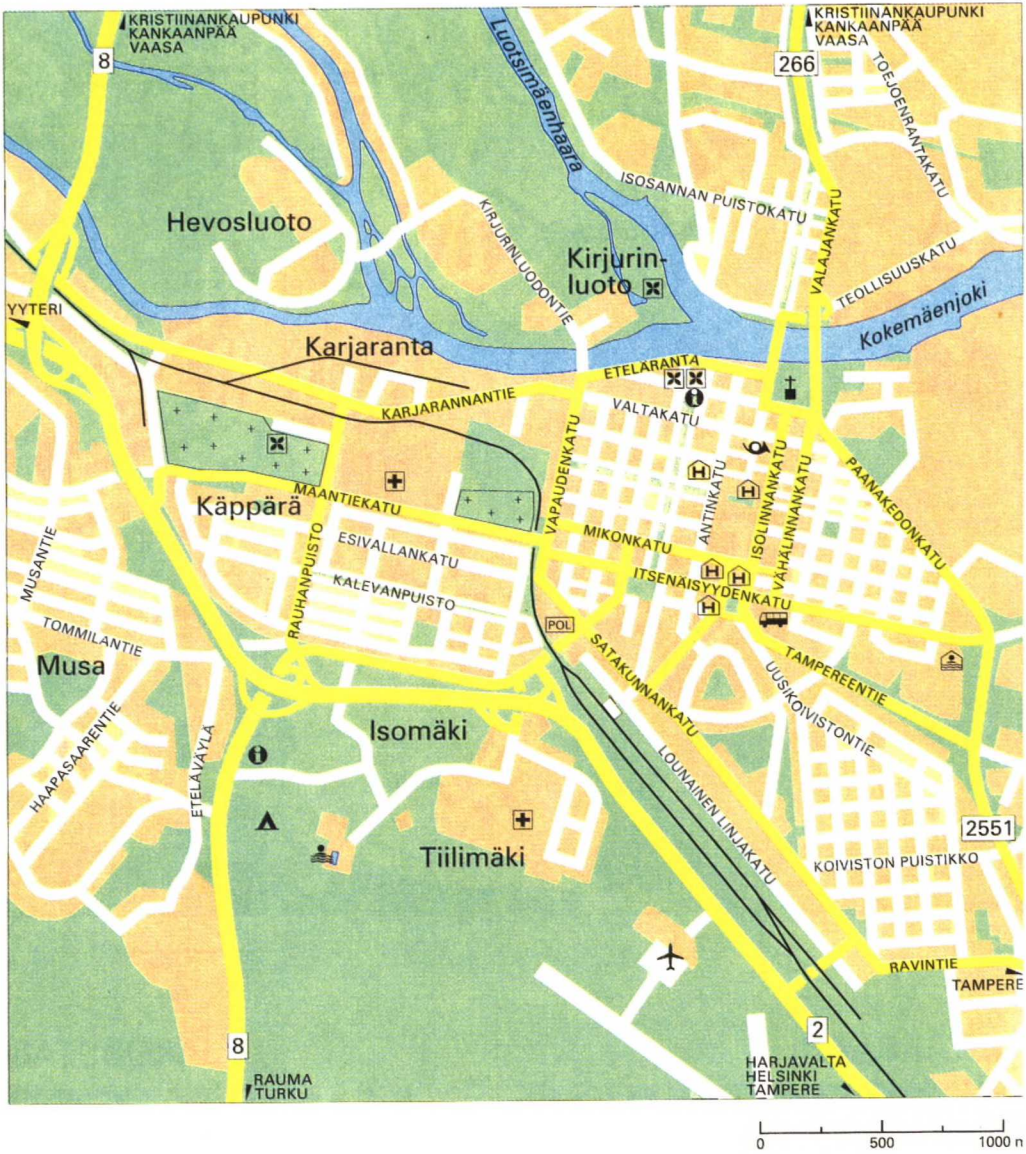 KRISTIINANKAUPUNKI
KANKAANPÄÄ
VAASA
8
Luotsimäenhaara
KRISTIINANKAUPUNKI
KANKAANPÄÄ
VAASA
266
TOEJOENRANTAKATU
ISOSANNAN PUISTOKATU
Hevosluoto
KIRJURINLUODONTIE
Kirjurin-
luoto
VALAJANKATU
TEOLLISUUSKATU
Kokemäenjoki
YYTERI
Karjaranta
ETELÄRANTA
KARJARANNANTIE
VALTAKATU
i
VAPAUDENKATU
ANTINKATU
H
H
ISOLINNANKATU
VÄHÄLINNANKATU
PAANAKEDONKATU
Käppärä
MAANTIEKATU
MIKONKATU
MUSANTIE
ESIVALLANKATU
ITSENÄISYYDENKATU
H
H
H
RAUHANPUISTO
KALEVANPUISTO
POL
TOMMILANTIE
Musa
SATAKUNNANKATU
TAMPEREENTIE
UUSIKOIVISTONTIE
HAAPASAARENTIE
ETELÄVÄYLÄ
Isomäki
i
LOUNAINEN LINJAKATU
2551
Tiilimäki
KOIVISTON PUISTIKKO
RAVINTIE
TAMPERE
8
2
RAUMA
TURKU
HARJAVALTA
HELSINKI
TAMPERE
0 500 1000